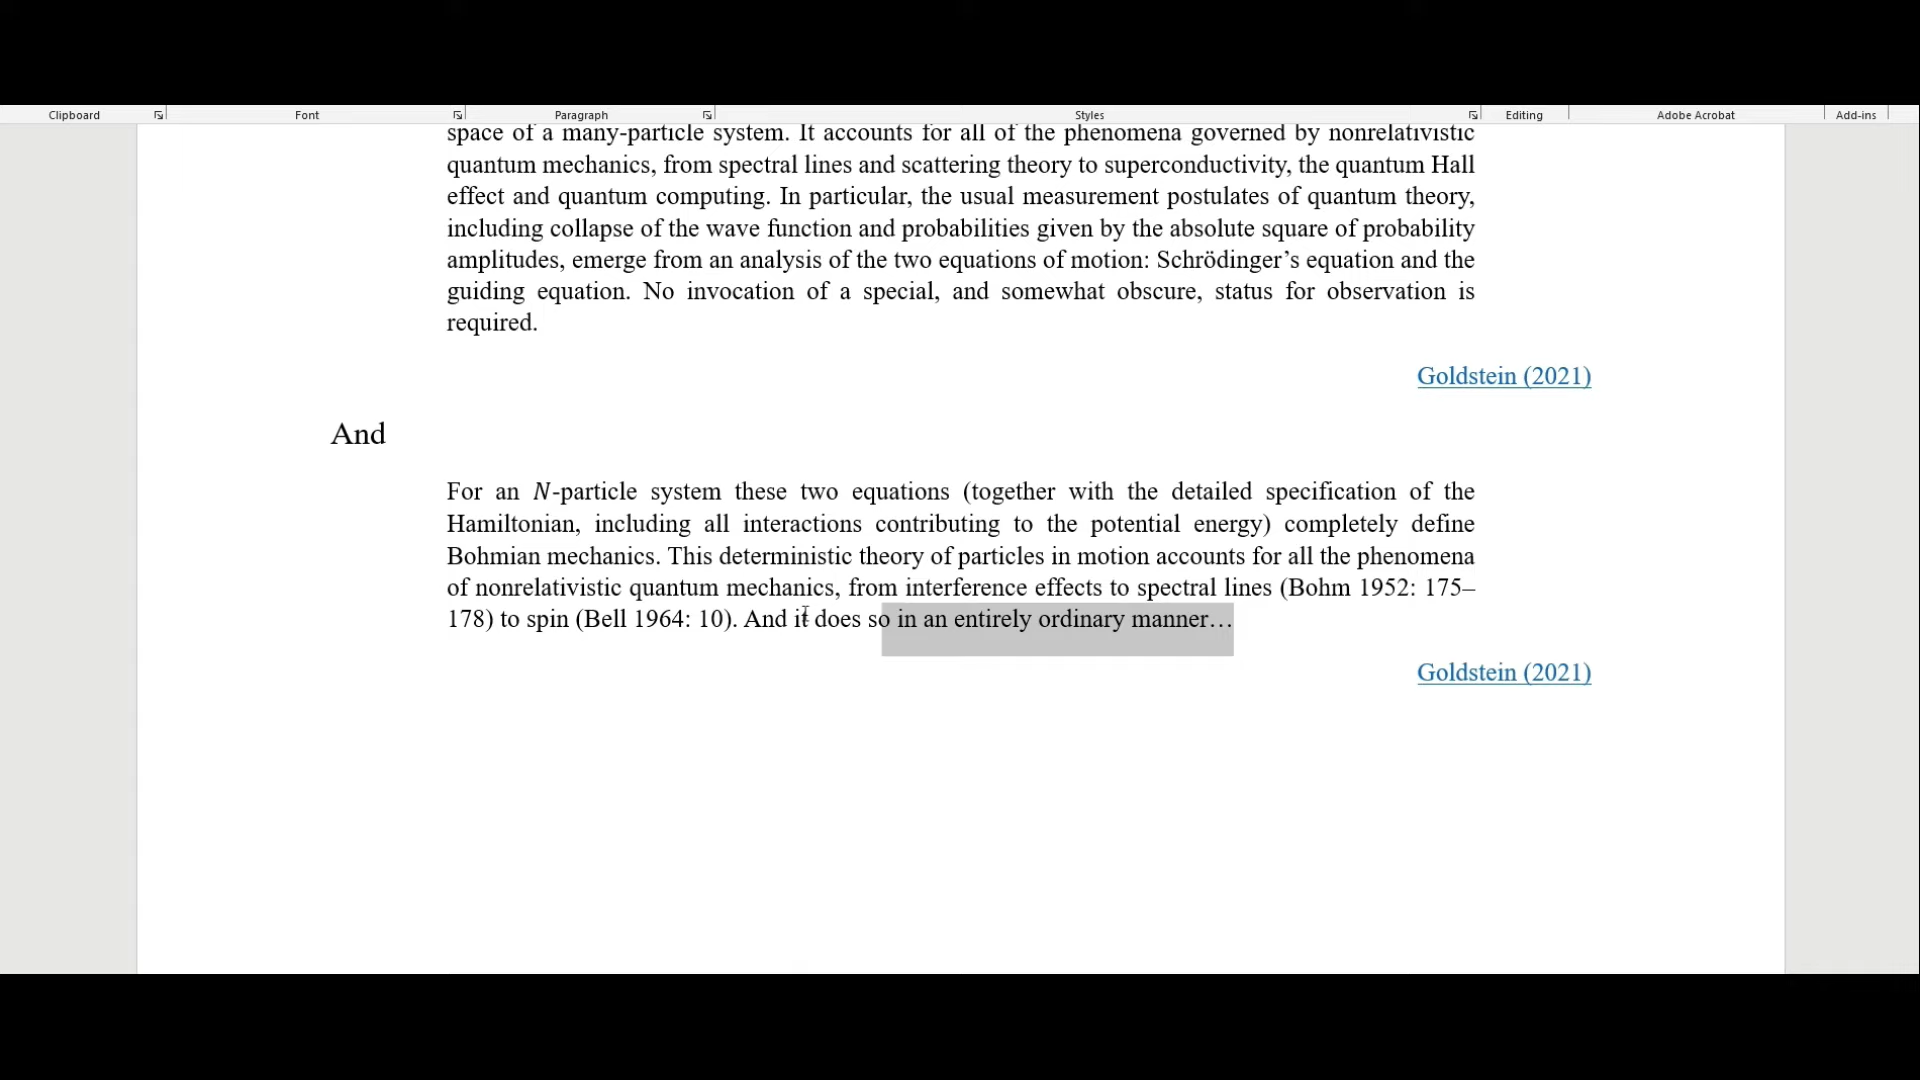 Clipboard Font Paragraph Styles Editing Adobe Acrobat Add-ins
space of a many-particle system. It accounts for all of the phenomena governed by nonrelativistic
quantum mechanics, from spectral lines and scattering theory to superconductivity, the quantum Hall
effect and quantum computing. In particular, the usual measurement postulates of quantum theory,
including collapse of the wave function and probabilities given by the absolute square of probability
amplitudes, emerge from an analysis of the two equations of motion: Schrödinger’s equation and the
guiding equation. No invocation of a special, and somewhat obscure, status for observation is
required.
Goldstein (2021)
And
For an N-particle system these two equations (together with the detailed specification of the
Hamiltonian, including all interactions contributing to the potential energy) completely define
Bohmian mechanics. This deterministic theory of particles in motion accounts for all the phenomena
of nonrelativistic quantum mechanics, from interference effects to spectral lines (Bohm 1952: 175–
178) to spin (Bell 1964: 10). And it does so in an entirely ordinary manner…
Goldstein (2021)